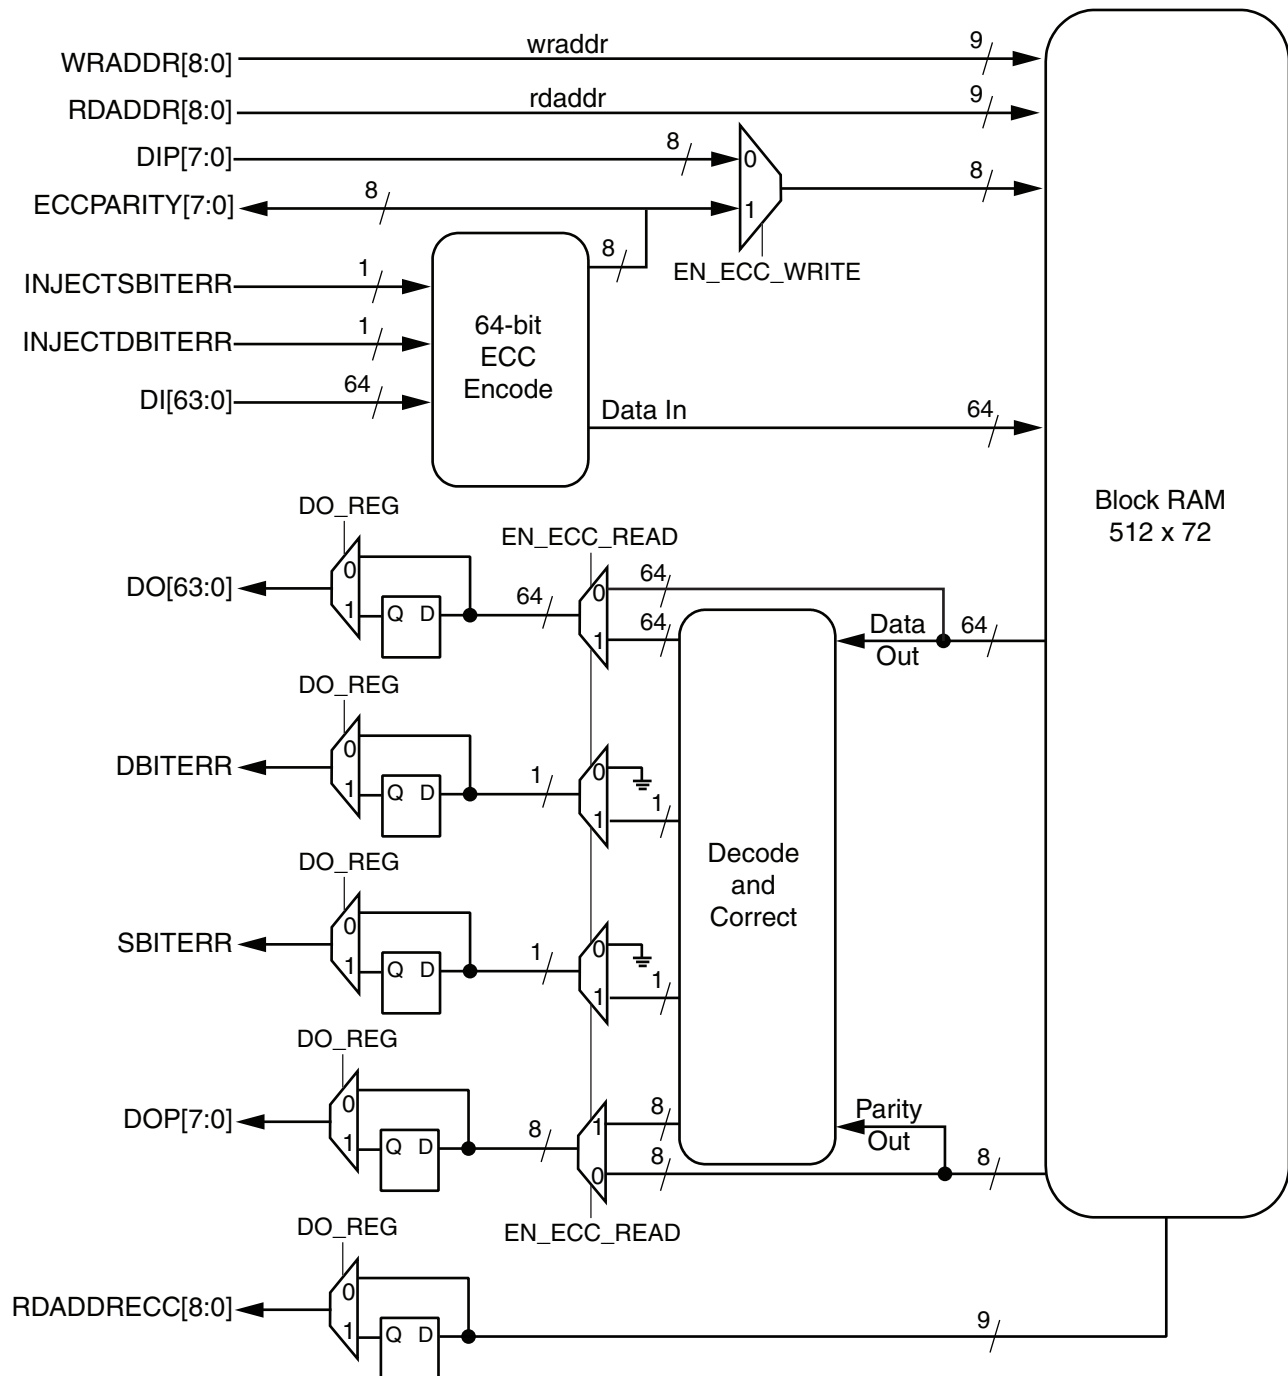 wraddr
9
WRADDR[8:0]
rdaddr
9
RDADDR[8:0]
DIP[7:0]
8
0
8
ECCPARITY[7:0]
8
1
8
EN_ECC_WRITE
INJECTSBITERR
1
INJECTDBITERR
1
64-bit
ECC
Encode
DI[63:0]
64
Data In
64
Block RAM
512 x 72
DO_REG
EN_ECC_READ
DO[63:0]
0
1
Q D
64
0
1
64
64
Data
Out
64
DO_REG
DBITERR
0
1
Q D
1
0
1
1
Decode
and
Correct
DO_REG
SBITERR
0
1
Q D
1
0
1
1
DO_REG
DOP[7:0]
0
1
Q D
8
1
0
8
8
Parity
Out
8
EN_ECC_READ
DO_REG
RDADDRECC[8:0]
0
1
Q D
9